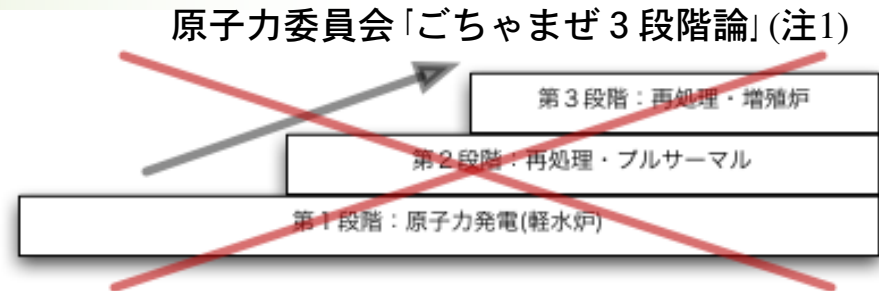 原子力委員会「ごちゃまぜ３段階論」(注1)
第３段階：再処理・増殖炉
第２段階：再処理・プルサーマル
第１段階：原子力発電(軽水炉)